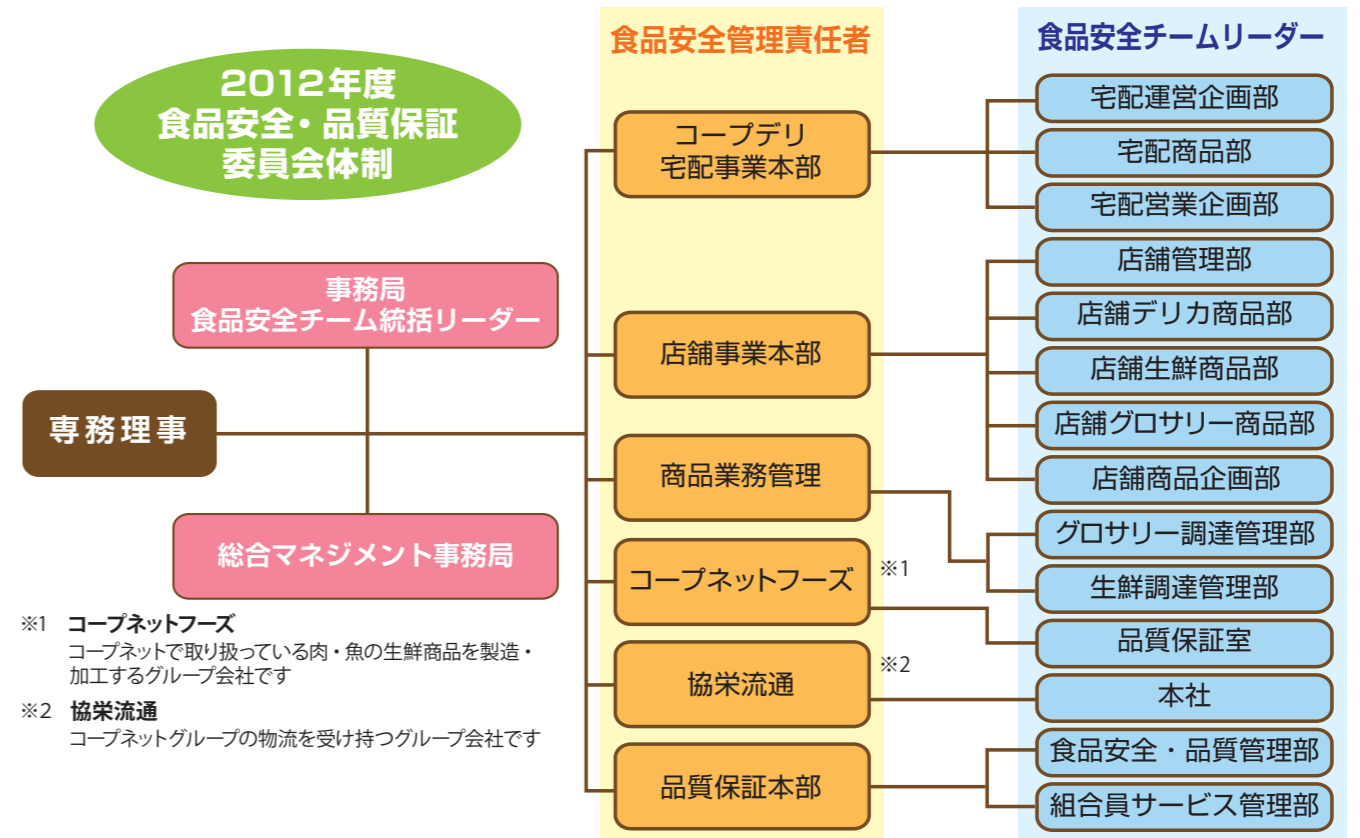 2012年度
食品安全・品質保証
委員会体制
専務理事
事務局
食品安全チーム統括リーダー
総合マネジメント事務局
食品安全管理責任者
コープデリ
宅配事業本部
店舗事業本部
商品業務管理
コープネットフーズ ※1
協栄流通 ※2
品質保証本部
食品安全チームリーダー
宅配運営企画部
宅配商品部
宅配営業企画部
店舗管理部
店舗デリカ商品部
店舗生鮮商品部
店舗グロサリー商品部
店舗商品企画部
グロサリー調達管理部
生鮮調達管理部
品質保証室
本社
食品安全・品質管理部
組合員サービス管理部
※1 コープネットフーズ
コープネットで取り扱っている肉・魚の生鮮商品を製造・
加工するグループ会社です
※2 協栄流通
コープネットグループの物流を受け持つグループ会社です